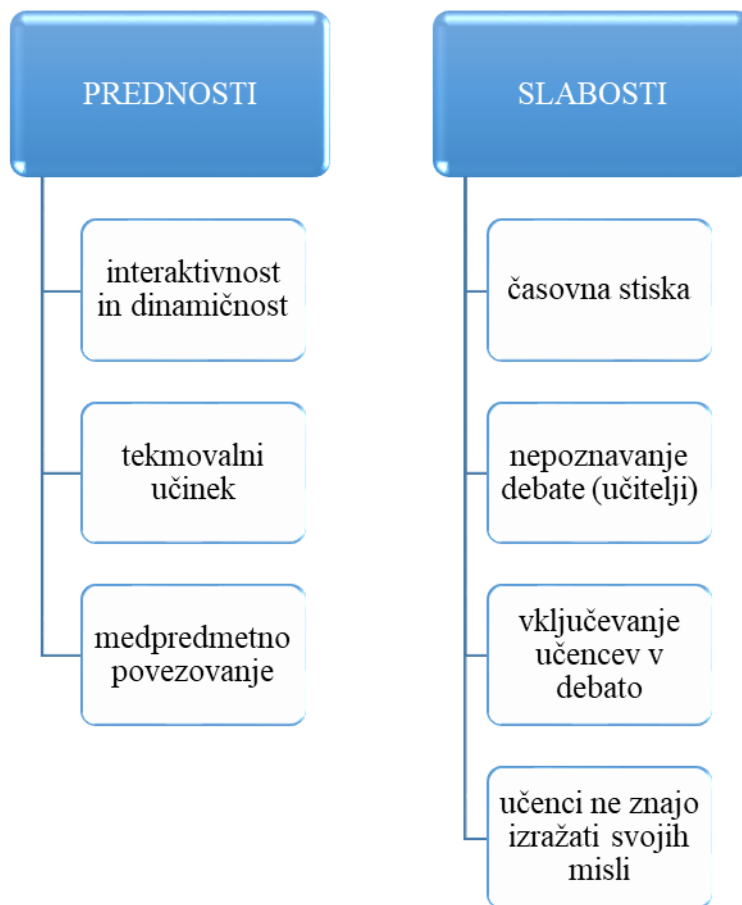 PREDNOSTI
interaktivnost
in dinamičnost
tekmovalni
učinek
medpredmetno
povezovanje
SLABOSTI
časovna stiska
nepoznavanje
debate (učitelji)
vključevanje
učencev v
debato
učenci ne znajo
izražati svojih
misli